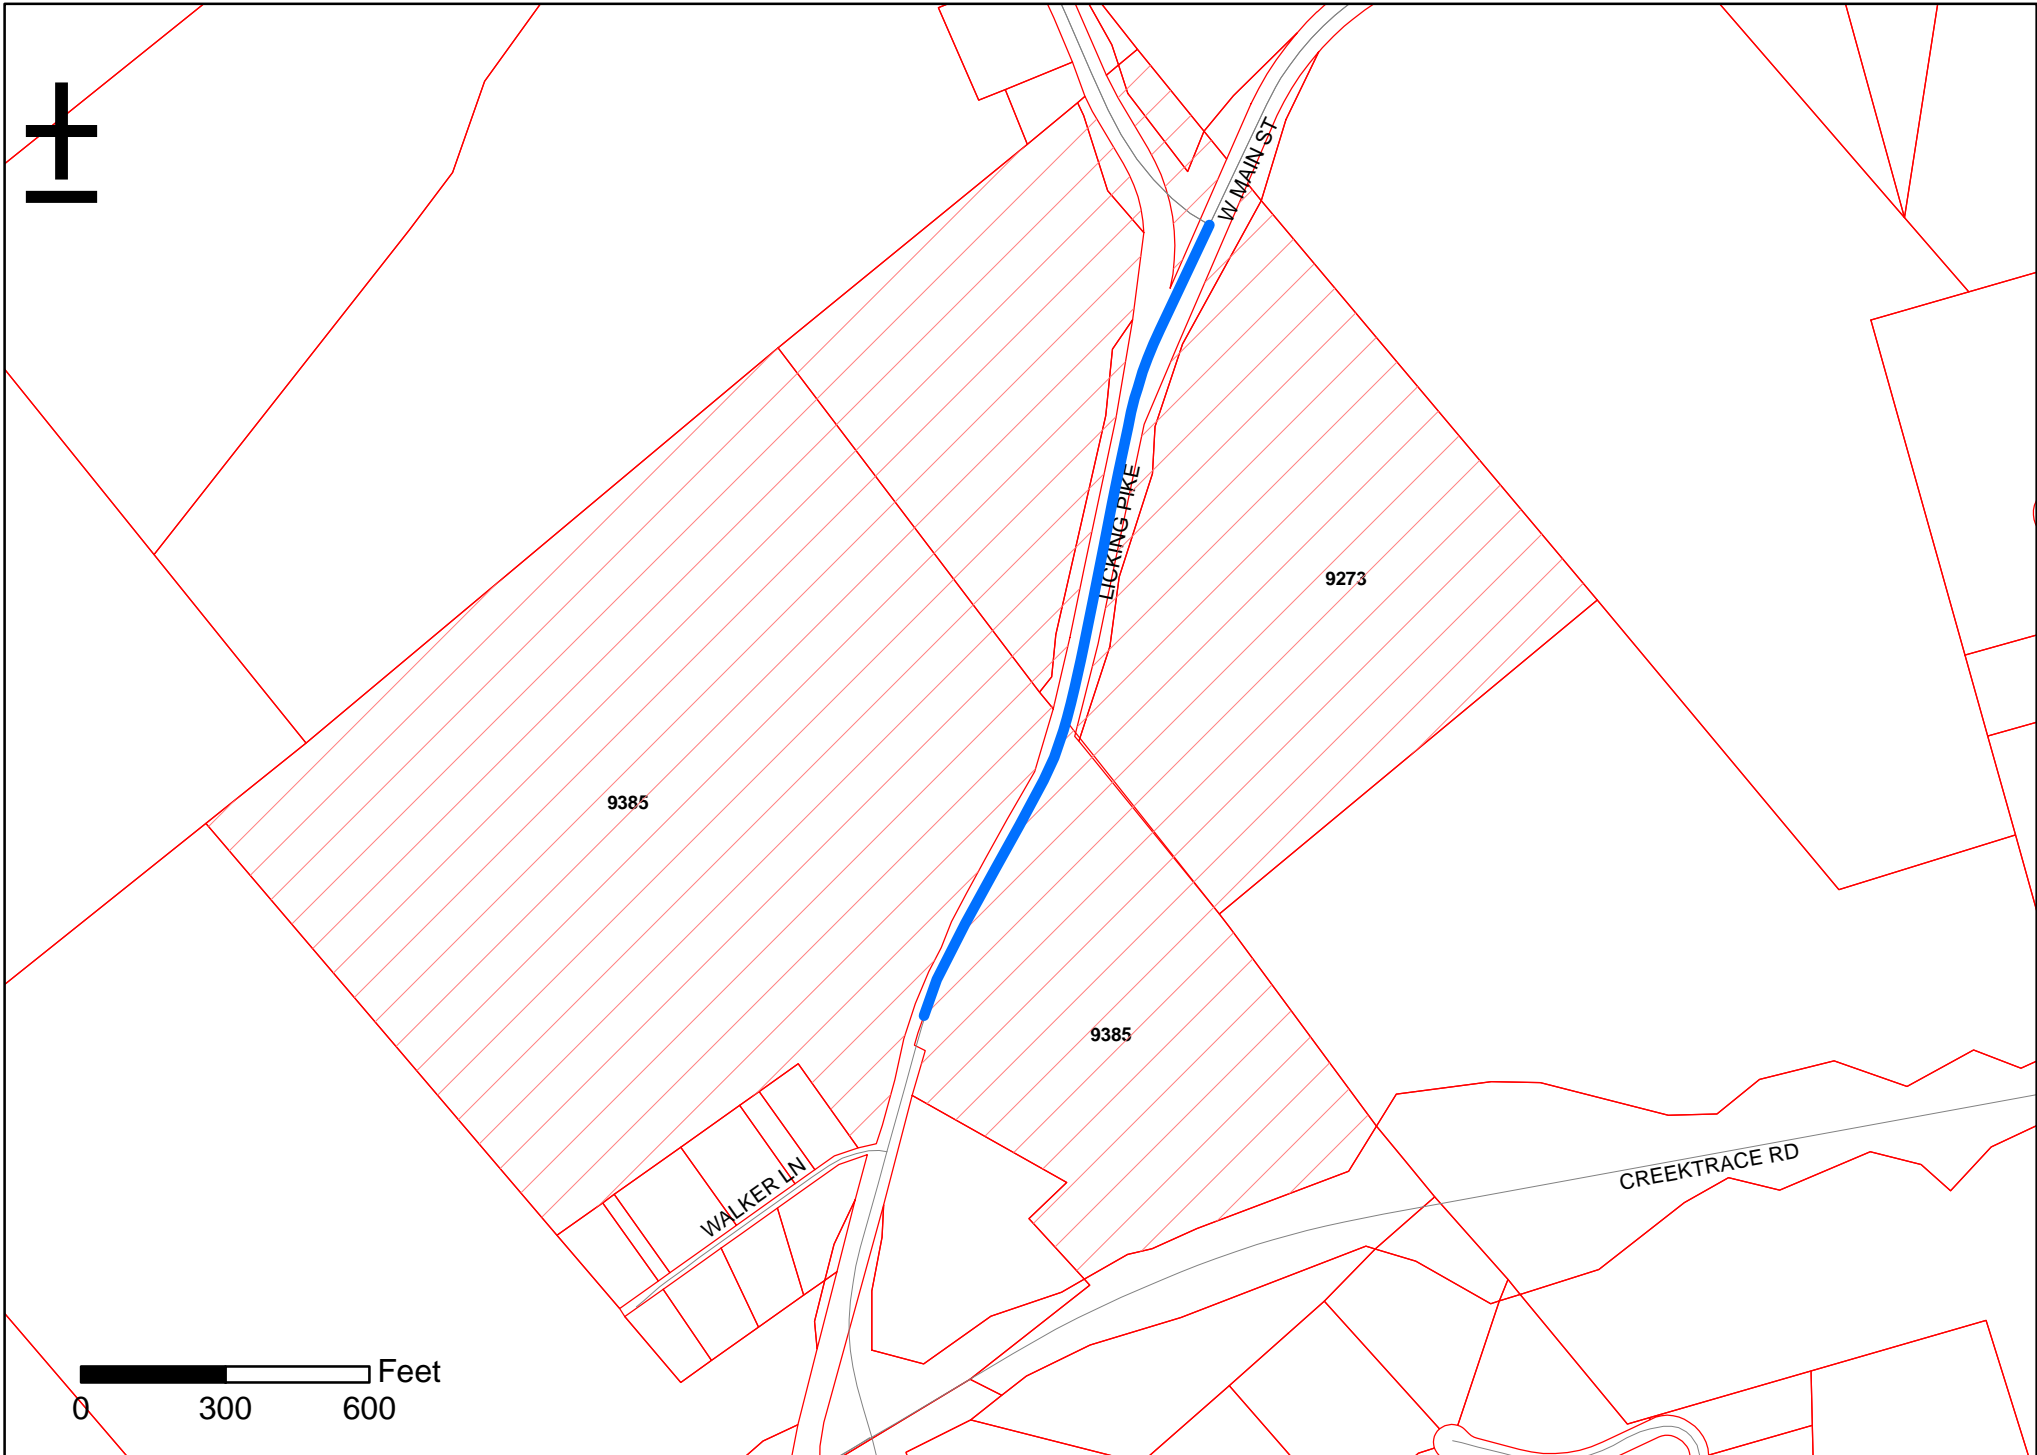 ±
W MAIN ST
LICKING PIKE
9273
9385
9385
WALKER LN
CREEKTRACE RD
Feet
0 300 600